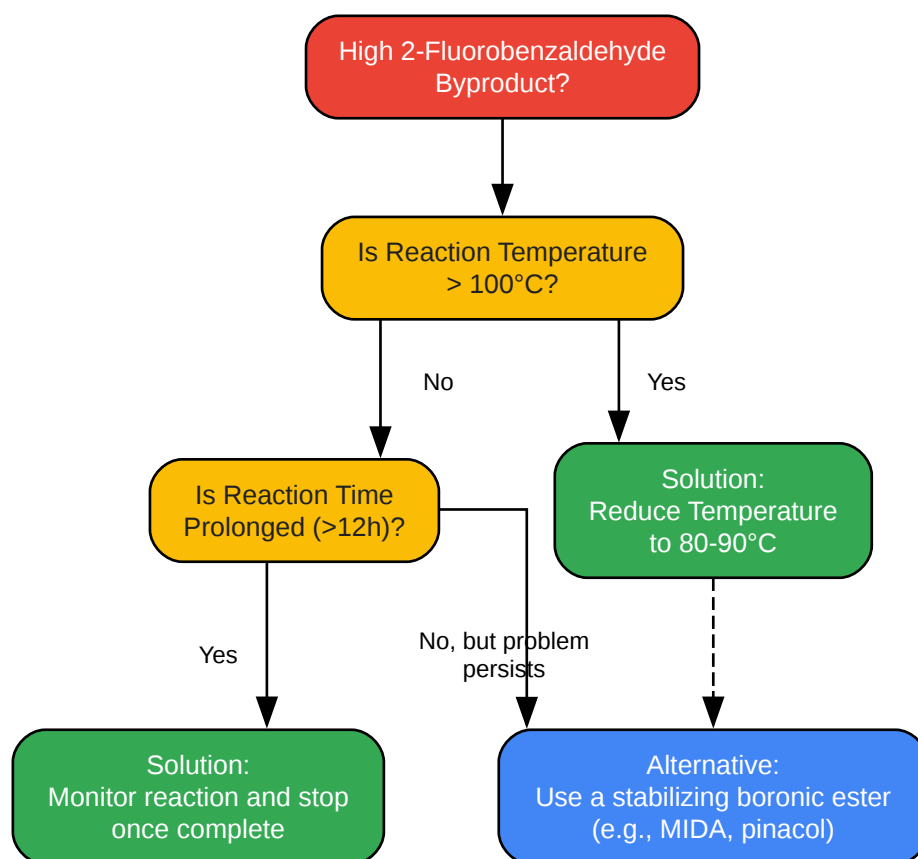 High 2-Fluorobenzaldehyde
Byproduct?
Is Reaction Temperature
> 100°C?
No
Yes
Is Reaction Time
Prolonged (>12h)?
Solution:
Reduce Temperature
to 80-90°C
Yes
No, but problem
persists
Solution:
Monitor reaction and stop
once complete
Alternative:
Use a stabilizing boronic ester
(e.g., MIDA, pinacol)